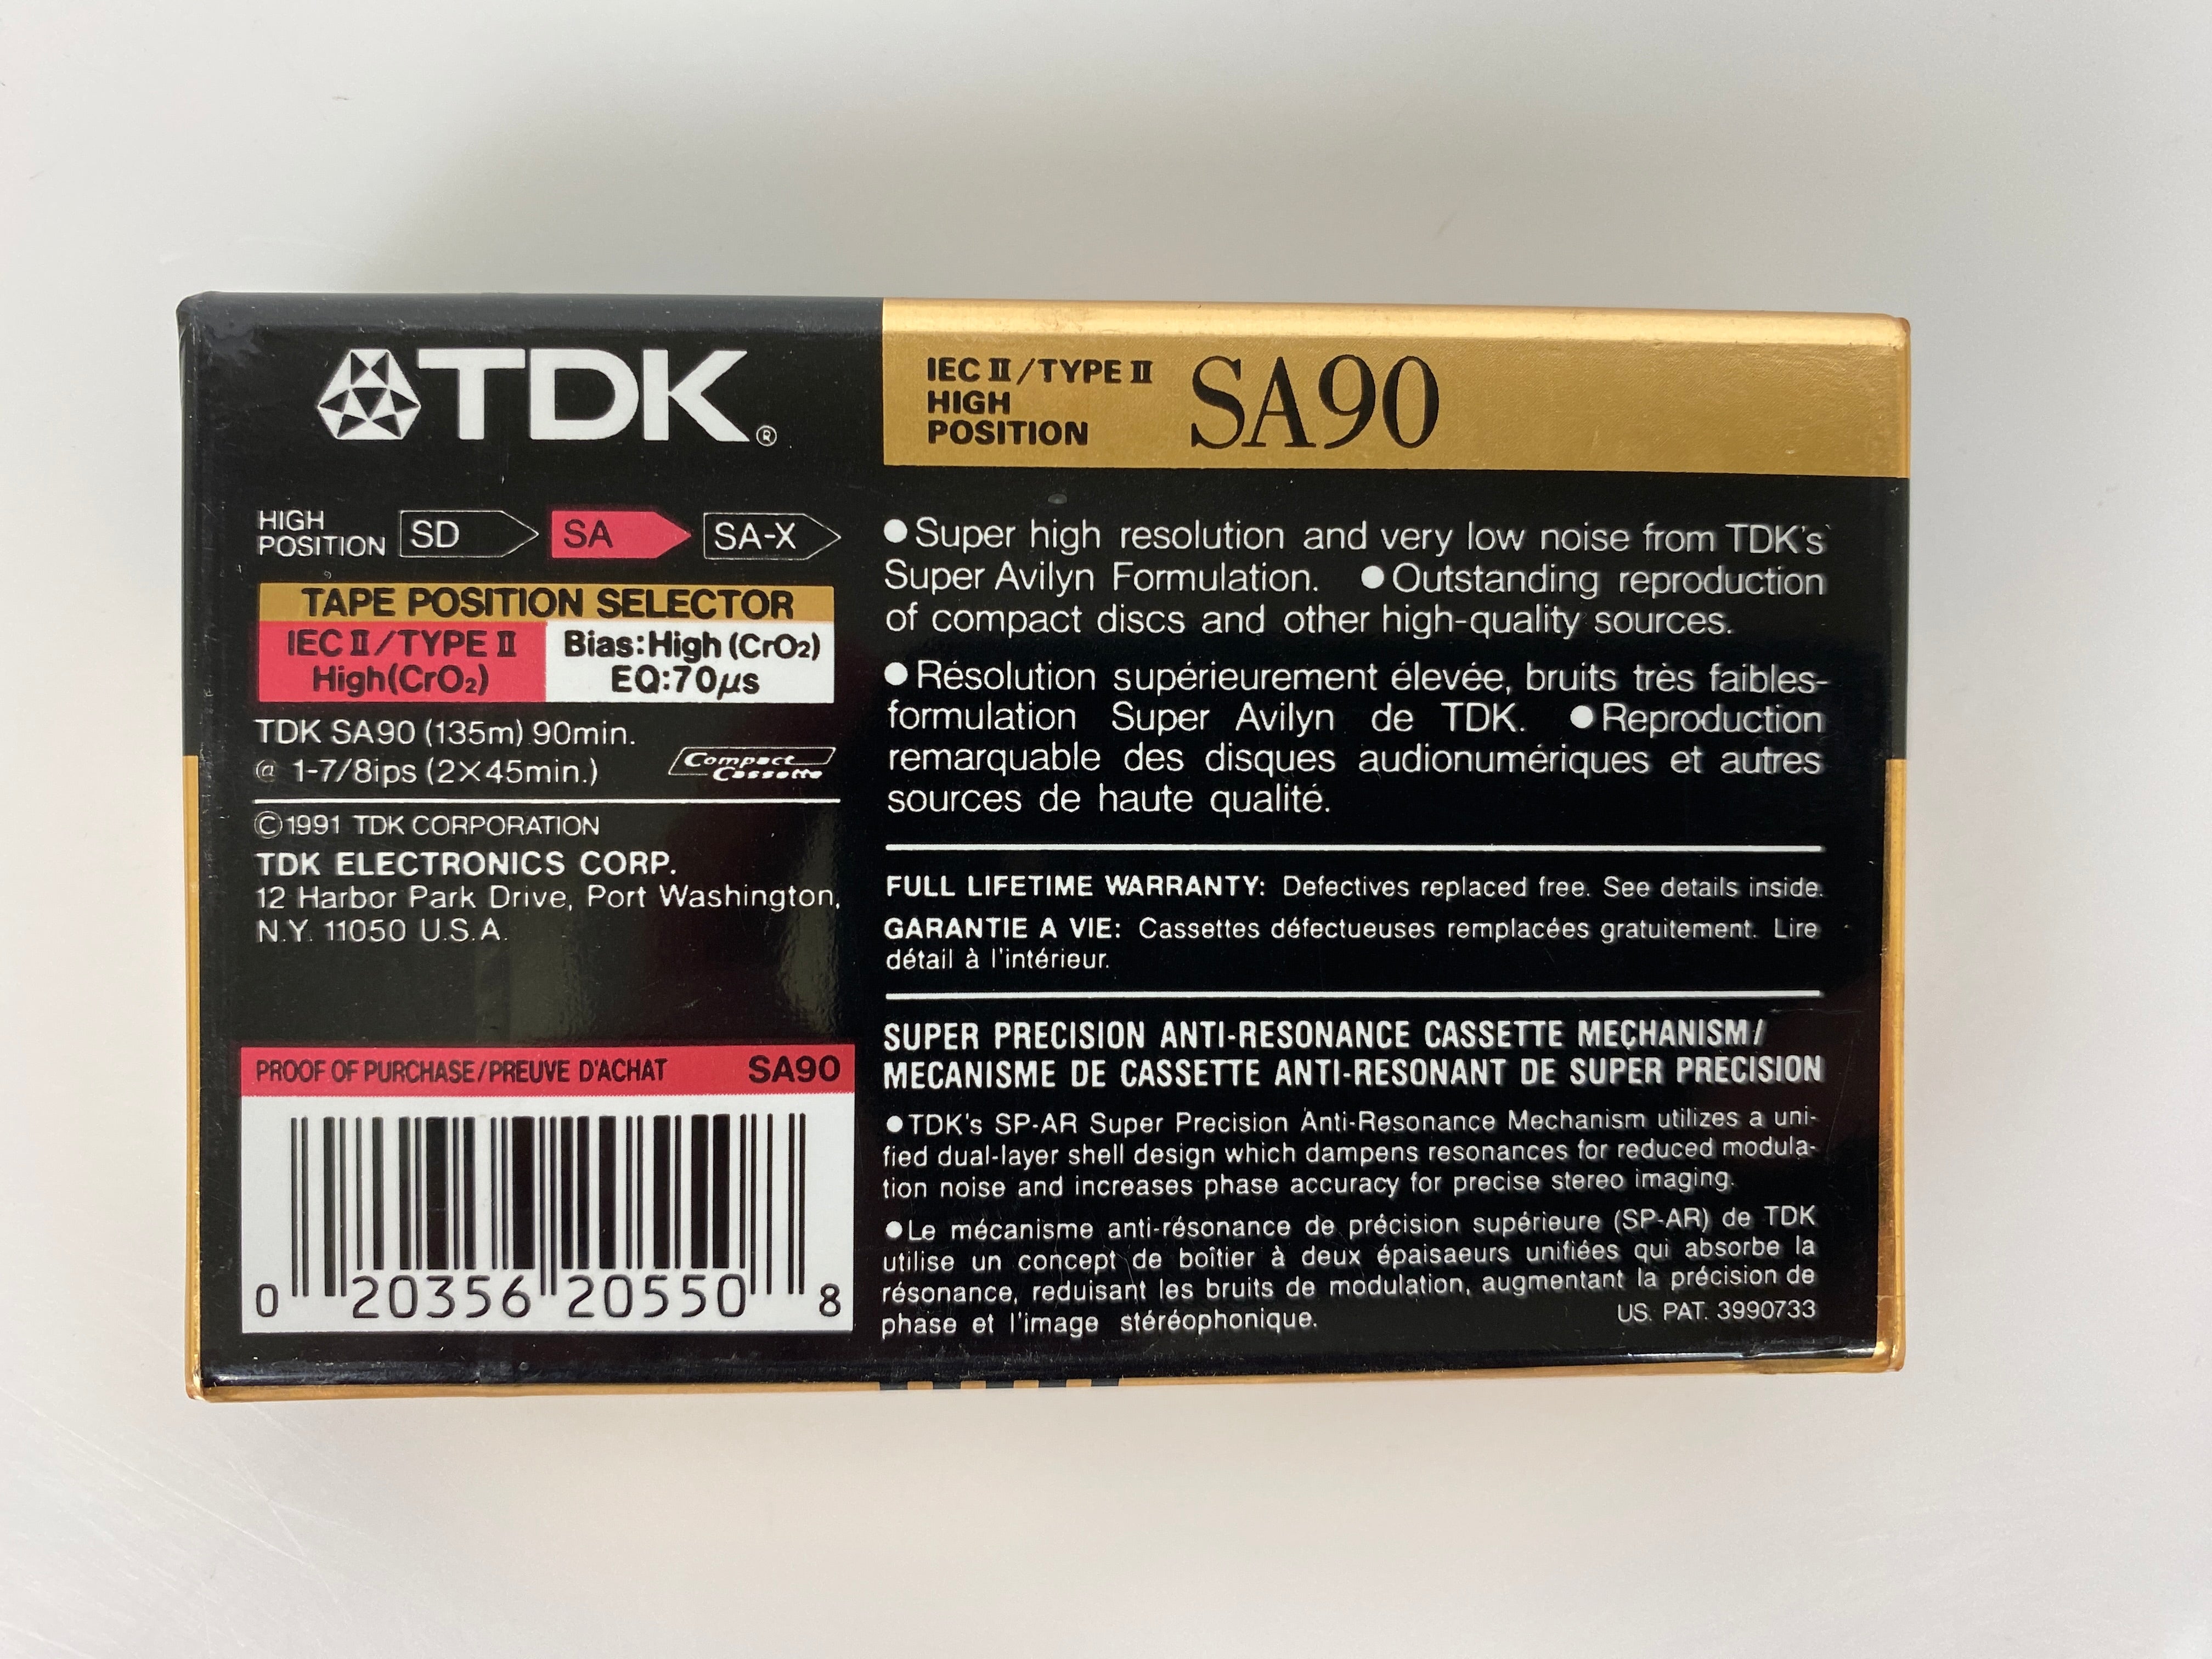 TDK®
IEC II/TYPE II
HIGH
POSITION
SA90
HIGH
POSITION
SD
SA
SA-X
TAPE POSITION SELECTOR
IEC II/TYPE II
High(CrO₂)
Bias:High (CrO₂)
EQ:70μs
TDK SA90 (135m) 90min.
@ 1-7/8ips (2×45min.)
Compact
Cassette
©1991 TDK CORPORATION
TDK ELECTRONICS CORP.
12 Harbor Park Drive, Port Washington,
N.Y. 11050 U.S.A.
PROOF OF PURCHASE/PREUVE D'ACHAT SA90
0 20356 20550 8
●Super high resolution and very low noise from TDK's
Super Avilyn Formulation. ●Outstanding reproduction
of compact discs and other high-quality sources.
●Résolution supérieurement élevée, bruits très faibles-
formulation Super Avilyn de TDK. ●Reproduction
remarquable des disques audionumériques et autres
sources de haute qualité.
FULL LIFETIME WARRANTY: Defectives replaced free. See details inside.
GARANTIE A VIE: Cassettes défectueuses remplacées gratuitement. Lire
détail à l'intérieur.
SUPER PRECISION ANTI-RESONANCE CASSETTE MECHANISM/
MECANISME DE CASSETTE ANTI-RESONANT DE SUPER PRECISION
●TDK's SP-AR Super Precision Anti-Resonance Mechanism utilizes a uni-
fied dual-layer shell design which dampens resonances for reduced modula-
tion noise and increases phase accuracy for precise stereo imaging.
●Le mécanisme anti-résonance de précision supérieure (SP-AR) de TDK
utilise un concept de boîtier à deux épaisaeurs unifiées qui absorbe la
résonance, reduisant les bruits de modulation, augmentant la précision de
phase et l'image stéréophonique.
US. PAT. 3990733